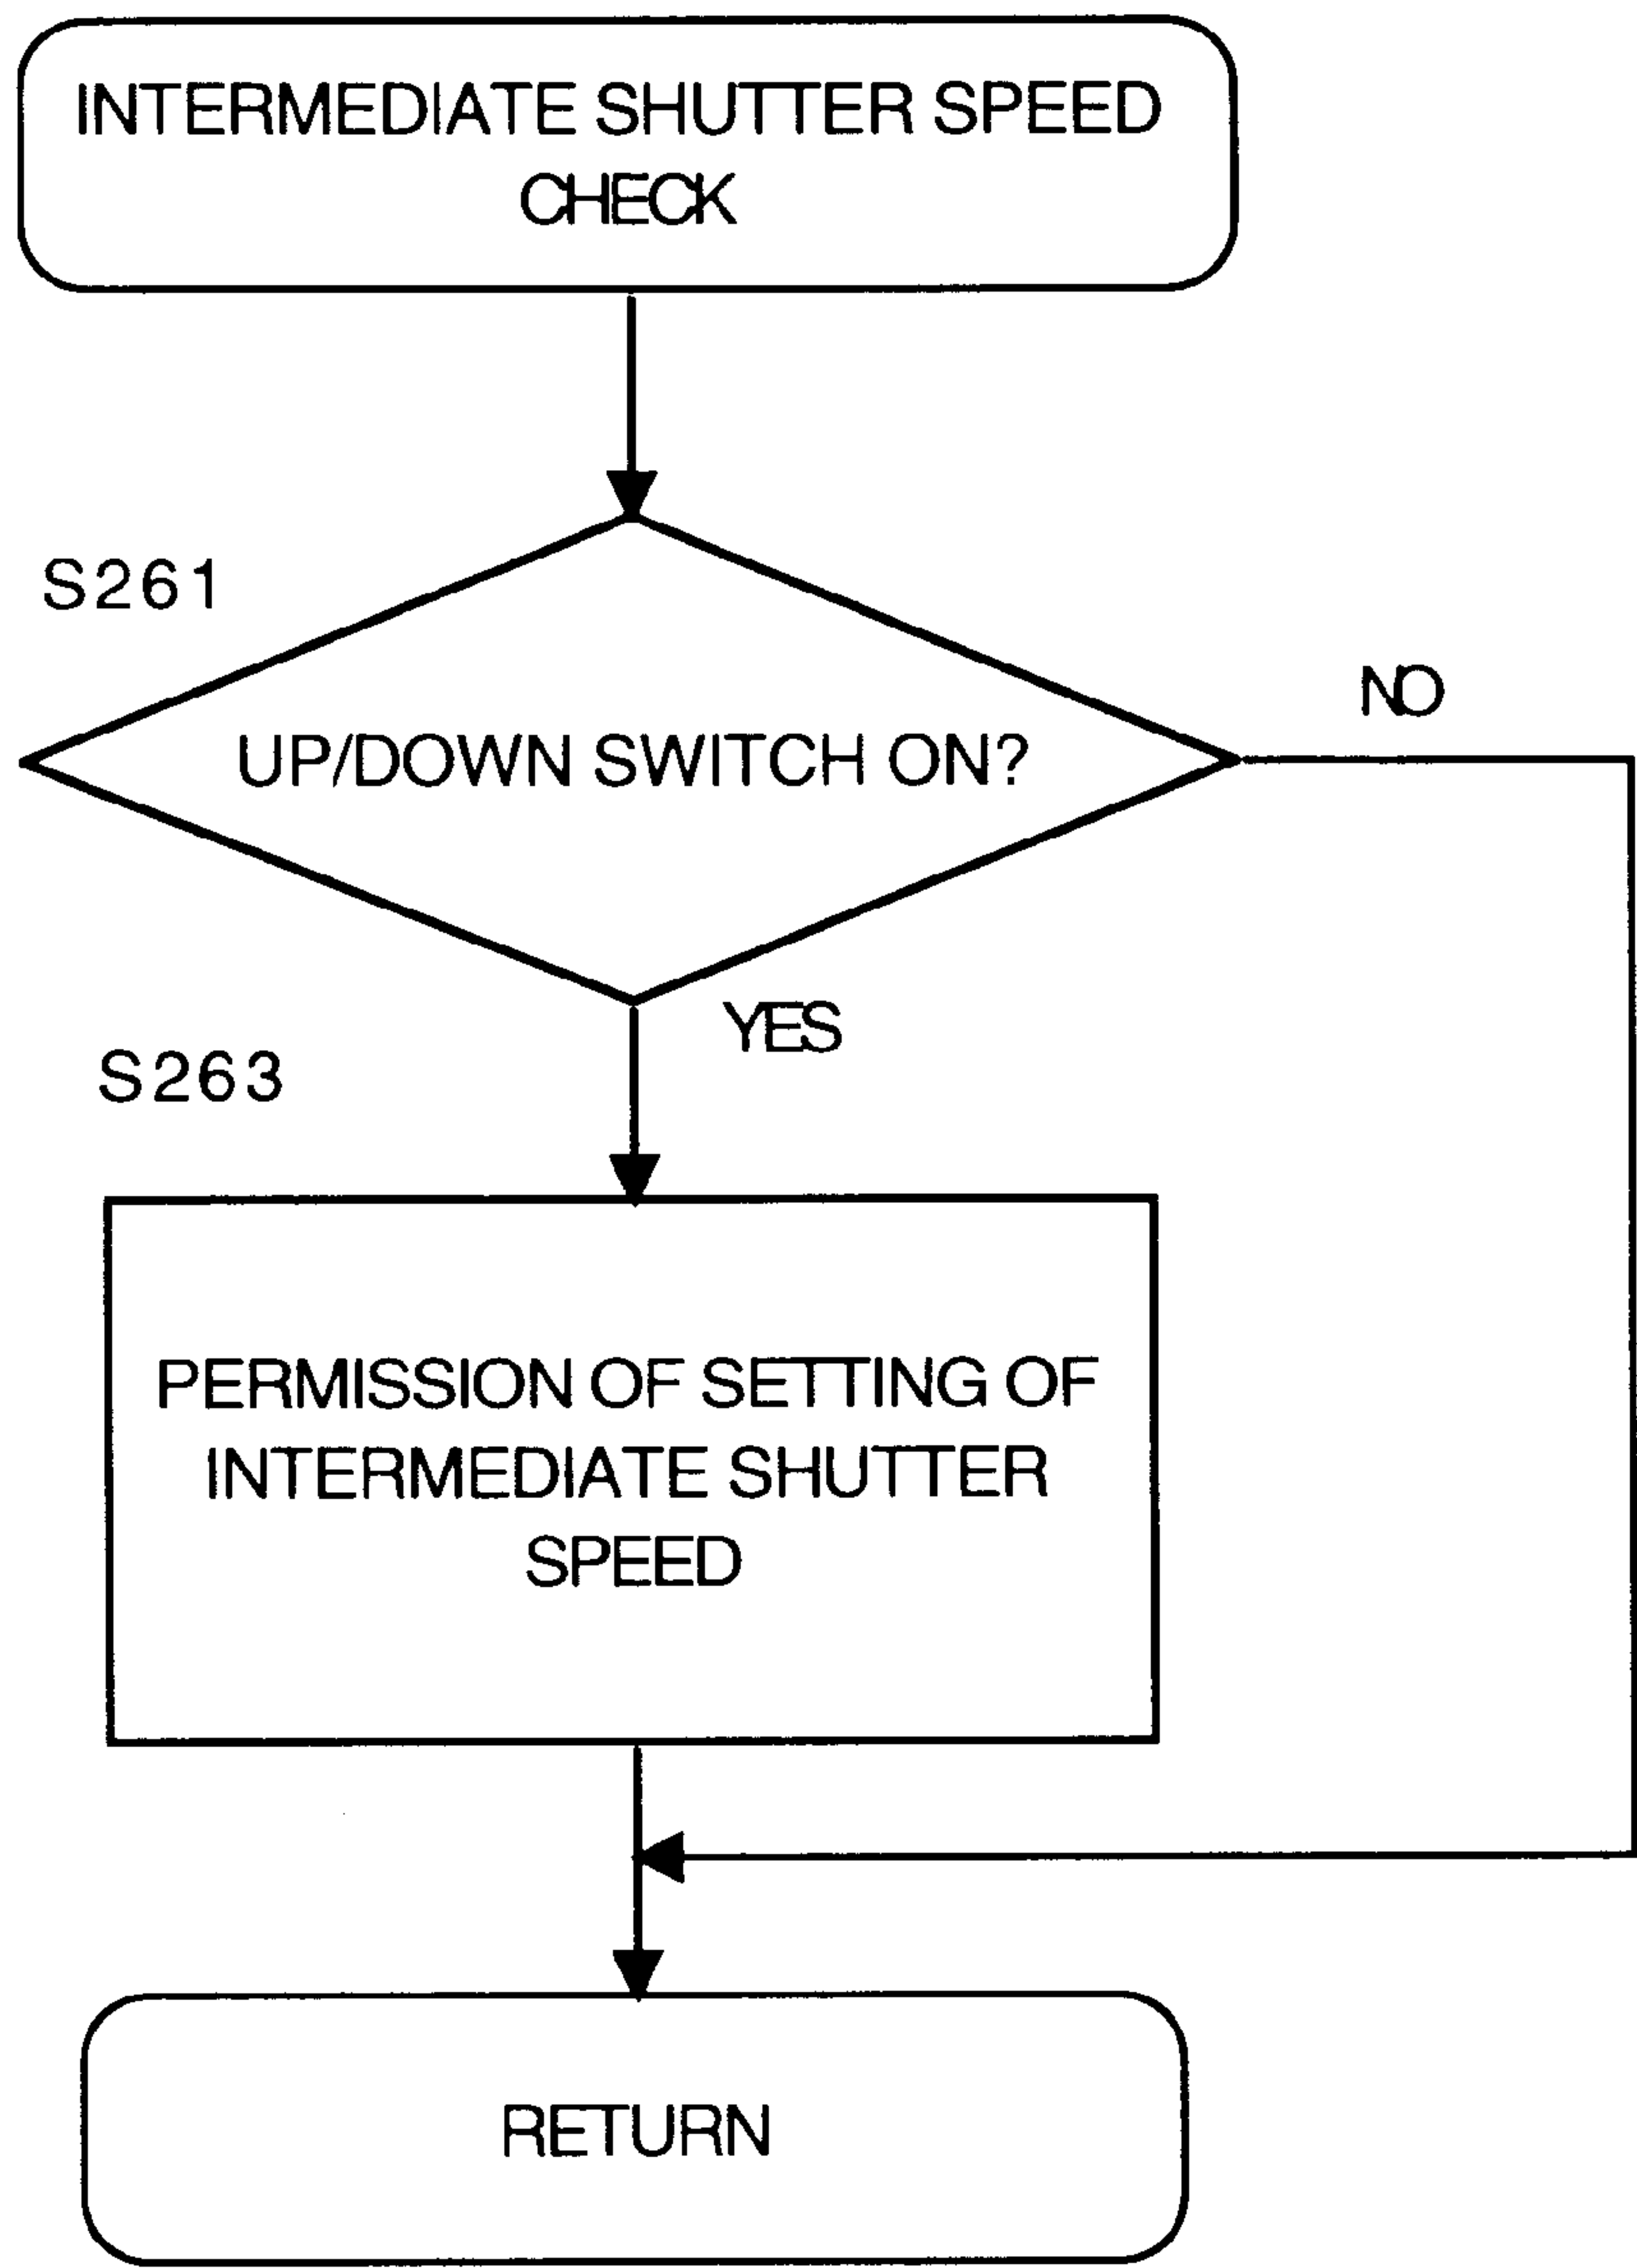 INTERMEDIATE SHUTTER SPEED
CHECK
S261
UP/DOWN SWITCH ON?
NO
YES
S263
PERMISSION OF SETTING OF
INTERMEDIATE SHUTTER
SPEED
RETURN